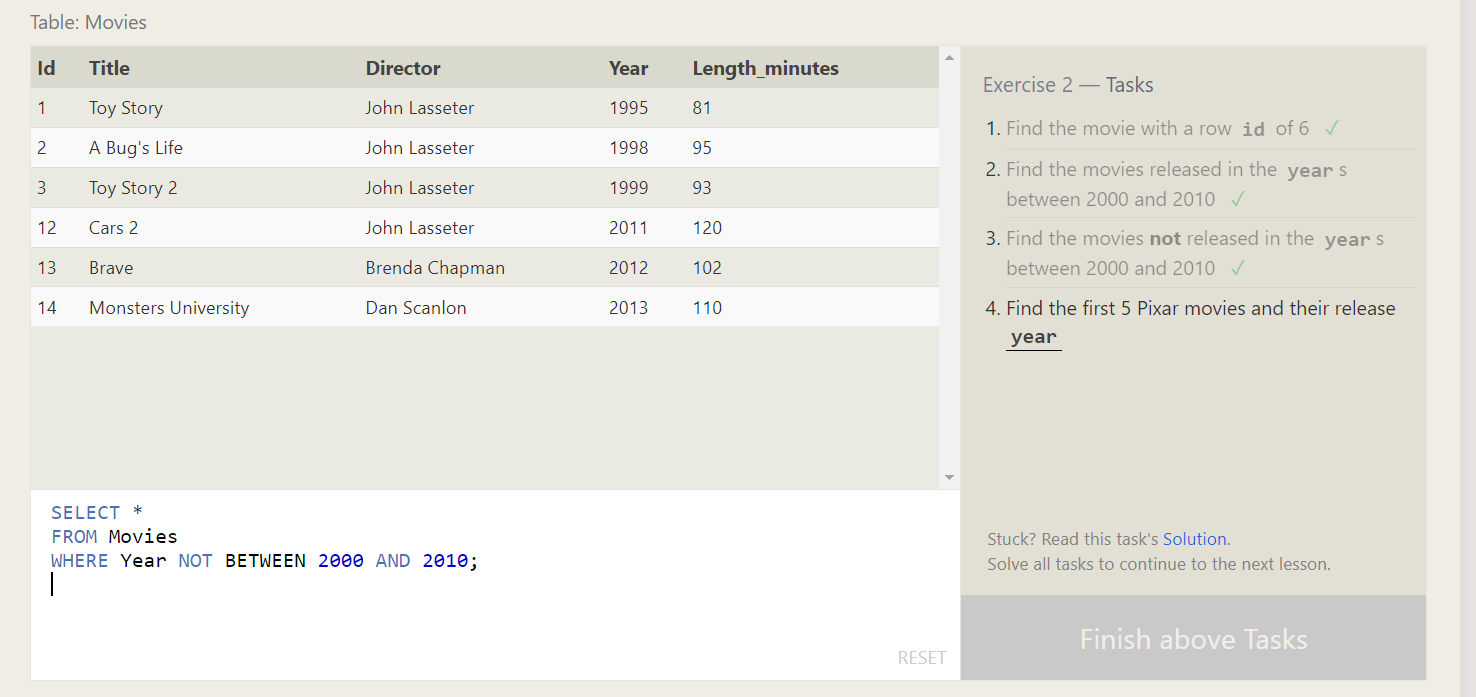 Table: Movies
Id Title Director Year Length_minutes
1 Toy Story John Lasseter 1995 81
2 A Bug's Life John Lasseter 1998 95
3 Toy Story 2 John Lasseter 1999 93
12 Cars 2 John Lasseter 2011 120
13 Brave Brenda Chapman 2012 102
14 Monsters University Dan Scanlon 2013 110
SELECT *
FROM Movies
WHERE Year NOT BETWEEN 2000 AND 2010;
RESET
Exercise 2 — Tasks
1. Find the movie with a row id of 6 ✓
2. Find the movies released in the year s
between 2000 and 2010 ✓
3. Find the movies not released in the year s
between 2000 and 2010 ✓
4. Find the first 5 Pixar movies and their release
year
Stuck? Read this task's Solution.
Solve all tasks to continue to the next lesson.
Finish above Tasks